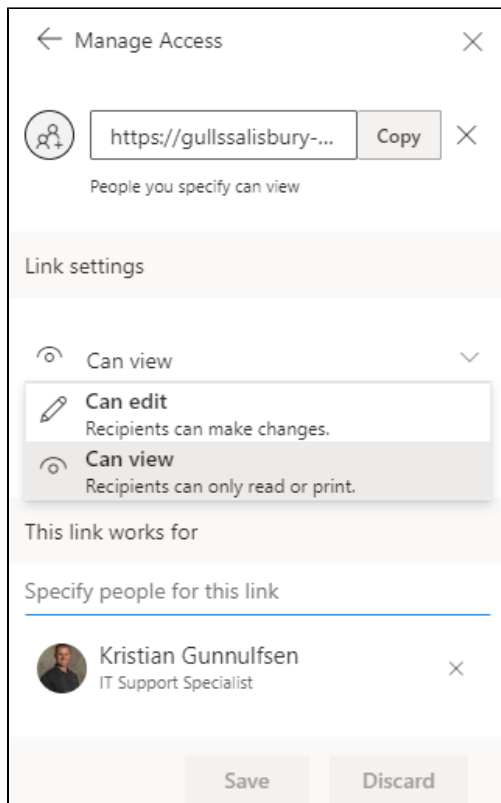 Manage Access
https://gullssalisbury-...
Copy
People you specify can view
Link settings
Can view
Can edit
Recipients can make changes.
Can view
Recipients can only read or print.
This link works for
Specify people for this link
Kristian Gunnulfsen
IT Support Specialist
Save
Discard